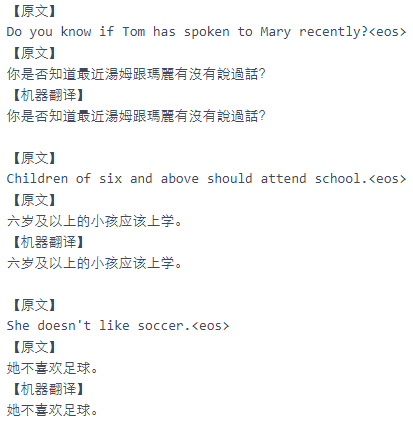 【原文】
Do you know if Tom has spoken to Mary recently?<eos>
【原文】
你是否知道最近湯姆跟瑪麗有沒有說過話？
【机器翻译】
你是否知道最近湯姆跟瑪麗有沒有說過話？
【原文】
Children of six and above should attend school.<eos>
【原文】
六岁及以上的小孩应该上学。
【机器翻译】
六岁及以上的小孩应该上学。
【原文】
She doesn't like soccer.<eos>
【原文】
她不喜欢足球。
【机器翻译】
她不喜欢足球。